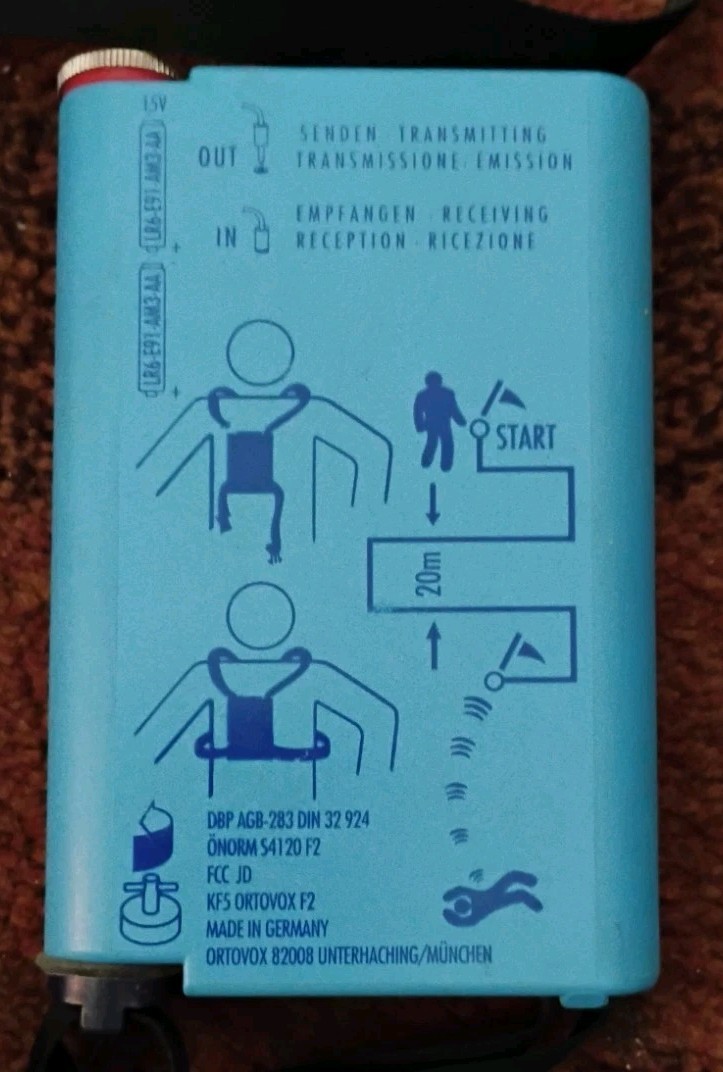 1.5V
LR6-E91-AM3-AA
+
LR6-E91-AM3-AA
+
OUT
SENDEN · TRANSMITTING
TRANSMISSIONE · EMISSION
IN
EMPFANGEN · RECEIVING
RECEPTION · RICEZIONE
START
20m
DBP AGB-283 DIN 32 924
ÖNORM S4120 F2
FCC JD
KF5 ORTOVOX F2
MADE IN GERMANY
ORTOVOX 82008 UNTERHACHING/MÜNCHEN